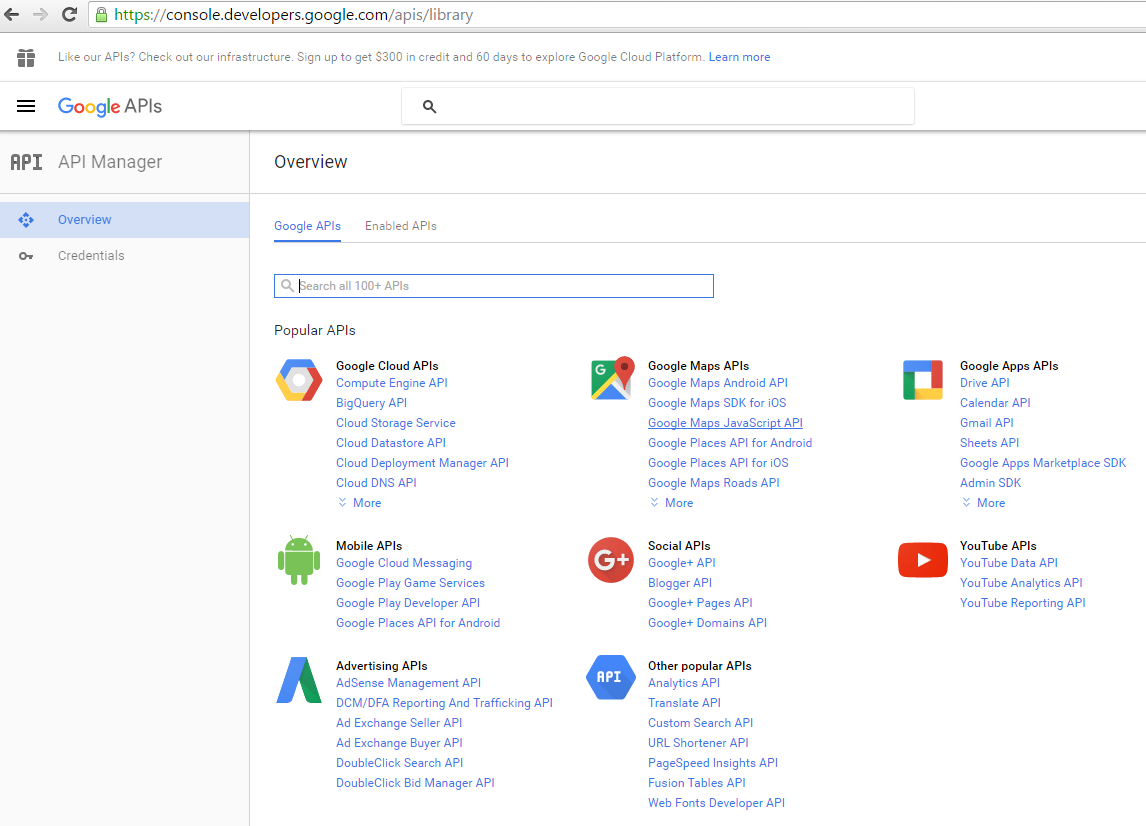 https://console.developers.google.com/apis/library
Like our APIs? Check out our infrastructure. Sign up to get $300 in credit and 60 days to explore Google Cloud Platform. Learn more
Google APIs
API API Manager
Overview
Overview
Credentials
Google APIs Enabled APIs
Search all 100+ APIs
Popular APIs
Google Cloud APIs
Compute Engine API
BigQuery API
Cloud Storage Service
Cloud Datastore API
Cloud Deployment Manager API
Cloud DNS API
More
G
Google Maps APIs
Google Maps Android API
Google Maps SDK for iOS
Google Maps JavaScript API
Google Places API for Android
Google Places API for iOS
Google Maps Roads API
More
Google Apps APIs
Drive API
Calendar API
Gmail API
Sheets API
Google Apps Marketplace SDK
Admin SDK
More
Mobile APIs
Google Cloud Messaging
Google Play Game Services
Google Play Developer API
Google Places API for Android
G+
Social APIs
Google+ API
Blogger API
Google+ Pages API
Google+ Domains API
YouTube APIs
YouTube Data API
YouTube Analytics API
YouTube Reporting API
Advertising APIs
AdSense Management API
DCM/DFA Reporting And Trafficking API
Ad Exchange Seller API
Ad Exchange Buyer API
DoubleClick Search API
DoubleClick Bid Manager API
API
Other popular APIs
Analytics API
Translate API
Custom Search API
URL Shortener API
PageSpeed Insights API
Fusion Tables API
Web Fonts Developer API